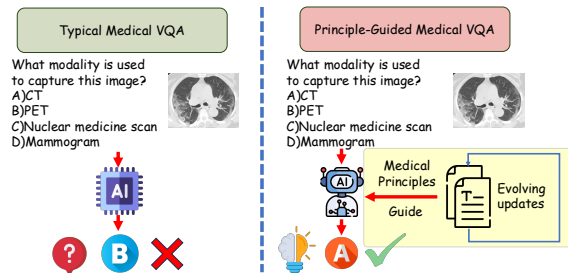 Typical Medical VQA
What modality is used
to capture this image?
A)CT
B)PET
C)Nuclear medicine scan
D)Mammogram
AI
?
B
Principle-Guided Medical VQA
What modality is used
to capture this image?
A)CT
B)PET
C)Nuclear medicine scan
D)Mammogram
AI
Medical
Principles
Guide
T
Evolving
updates
A